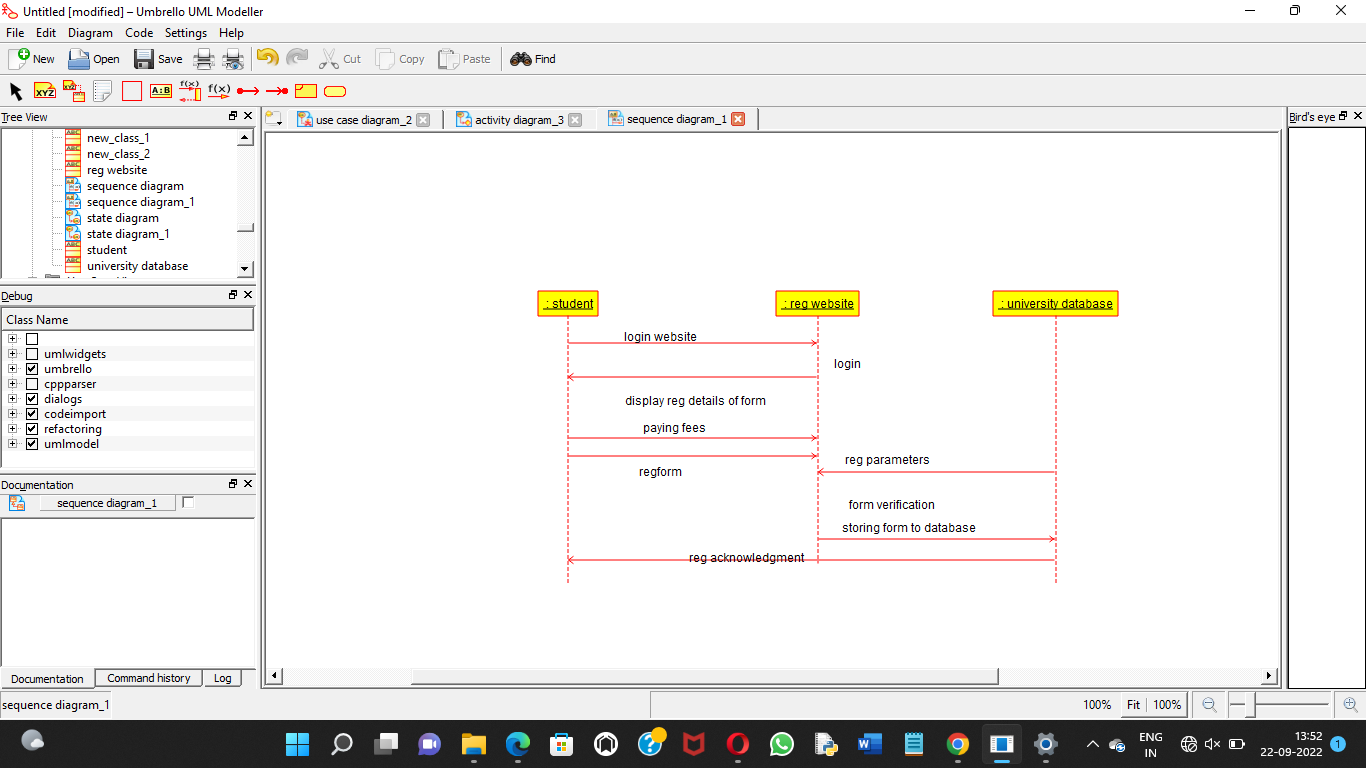 Untitled [modified] – Umbrello UML Modeller
File Edit Diagram Code Settings Help
New Open Save Cut Copy Paste Find
XYZ XYZ A:B f(x) f(x)
Tree View
new_class_1
new_class_2
reg website
sequence diagram
sequence diagram_1
state diagram
state diagram_1
student
university database
Debug
Class Name
umlwidgets
umbrello
cppparser
dialogs
codeimport
refactoring
umlmodel
Documentation
sequence diagram_1
Documentation Command history Log
use case diagram_2 activity diagram_3 sequence diagram_1
Bird's eye
: student : reg website : university database
login website
login
display reg details of form
paying fees
reg parameters
regform
form verification
storing form to database
reg acknowledgment
sequence diagram_1
100% Fit 100%
ENG
IN
13:52
22-09-2022
1